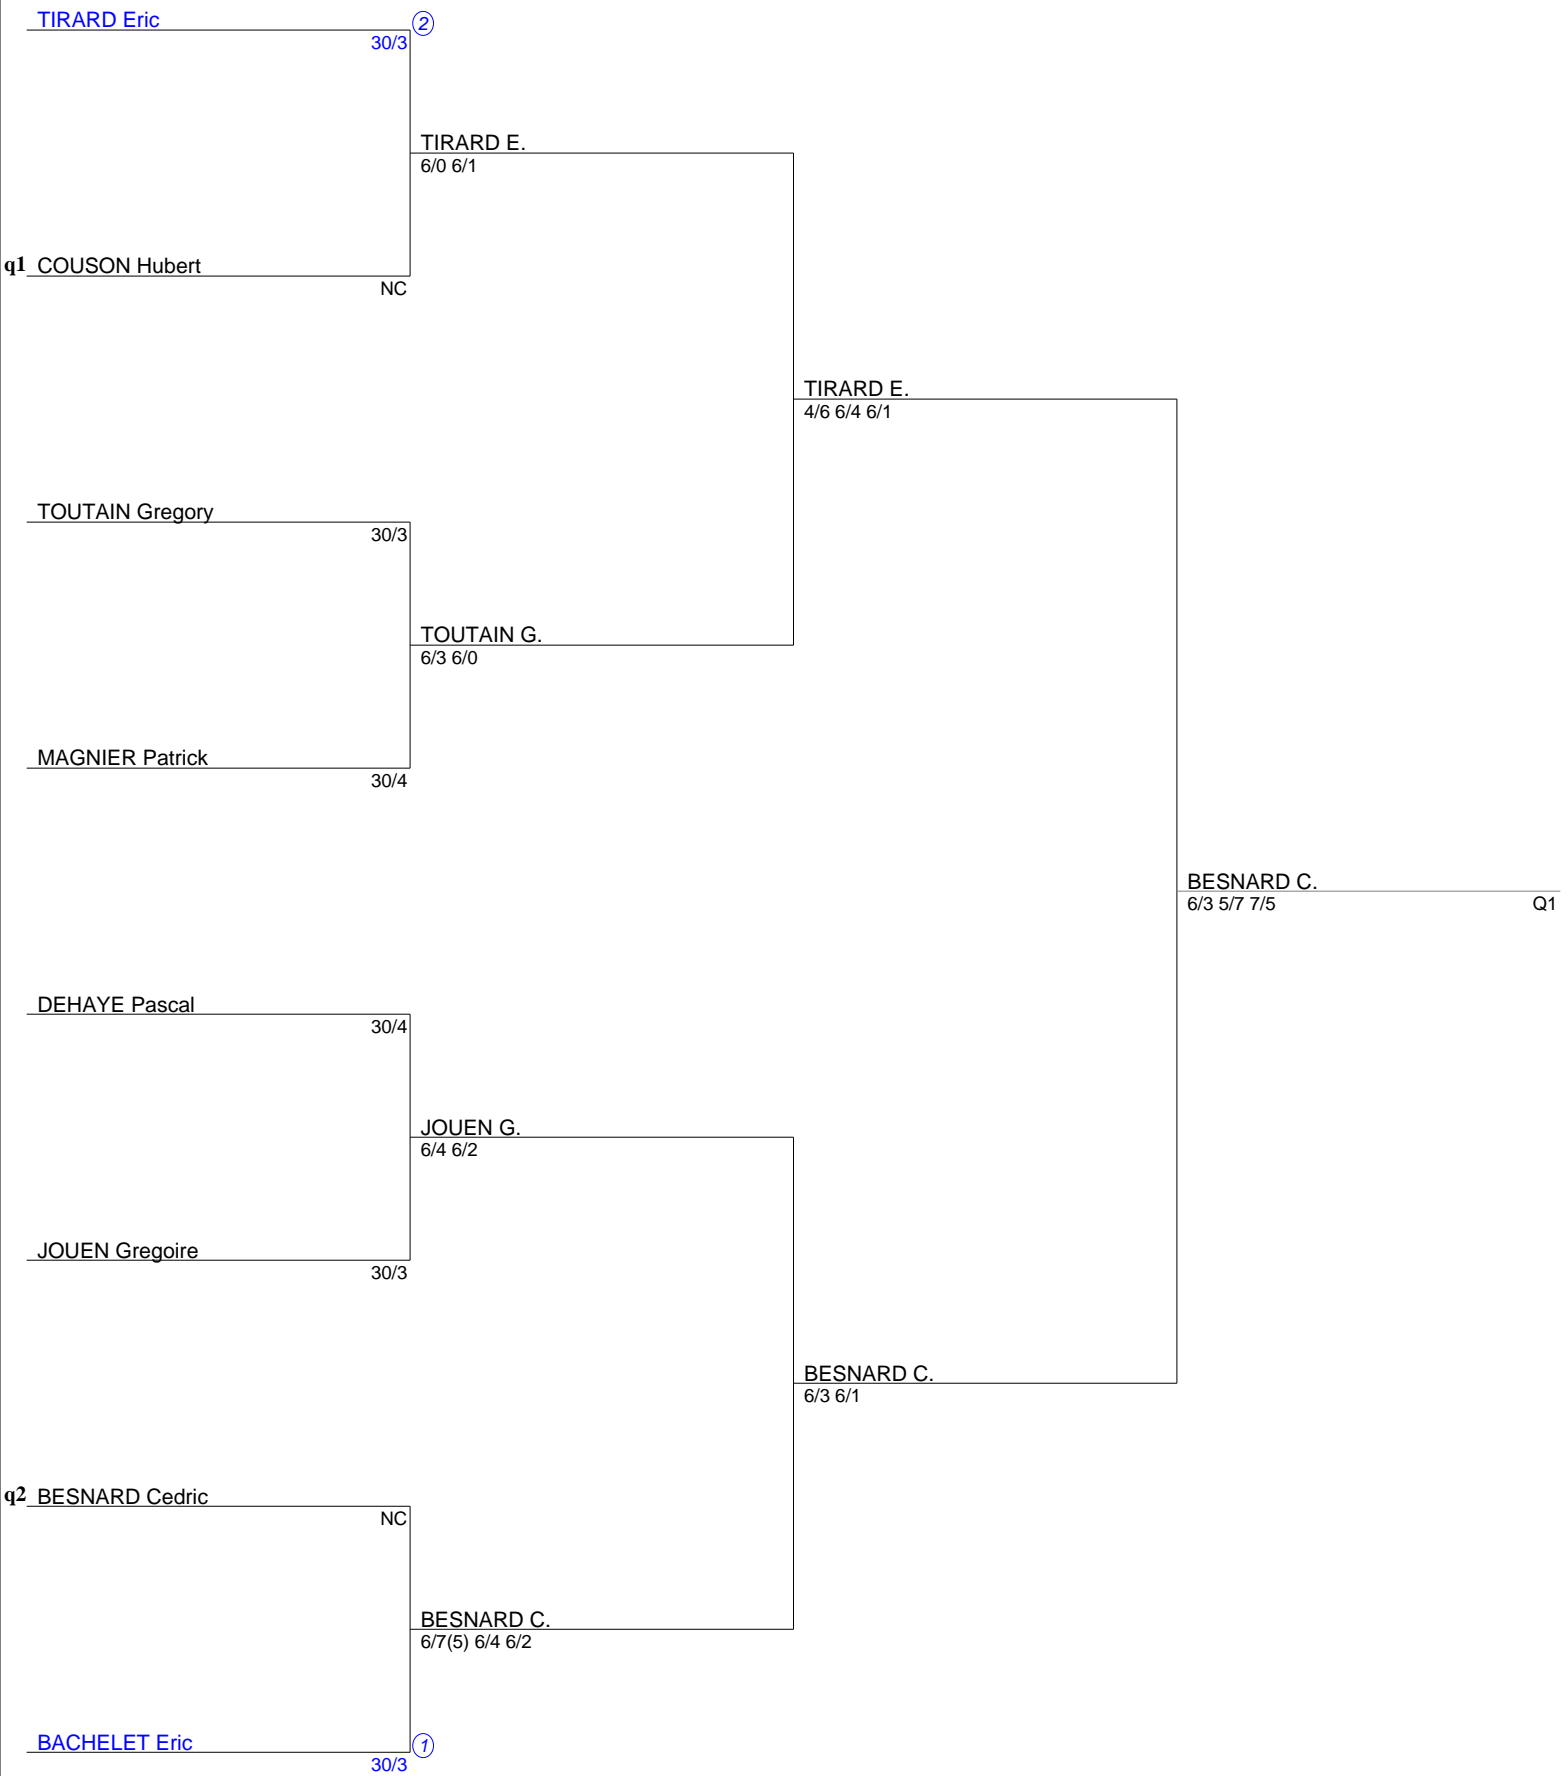 TIRARD Eric
2
30/3
TIRARD E.
6/0 6/1
q1 COUSON Hubert
NC
TIRARD E.
4/6 6/4 6/1
TOUTAIN Gregory
30/3
TOUTAIN G.
6/3 6/0
MAGNIER Patrick
30/4
BESNARD C.
6/3 5/7 7/5 Q1
DEHAYE Pascal
30/4
JOUEN G.
6/4 6/2
JOUEN Gregoire
30/3
BESNARD C.
6/3 6/1
q2 BESNARD Cedric
NC
BESNARD C.
6/7(5) 6/4 6/2
BACHELET Eric
1
30/3